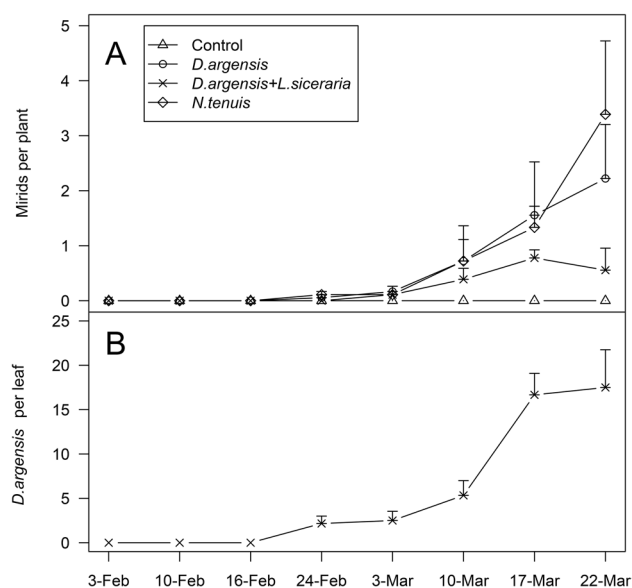 A
Control
D.argensis
D.argensis+L.siceraria
N.tenuis
Mirids per plant
5
4
3
2
1
0
B
D.argensis per leaf
25
20
15
10
5
0
3-Feb 10-Feb 16-Feb 24-Feb 3-Mar 10-Mar 17-Mar 22-Mar